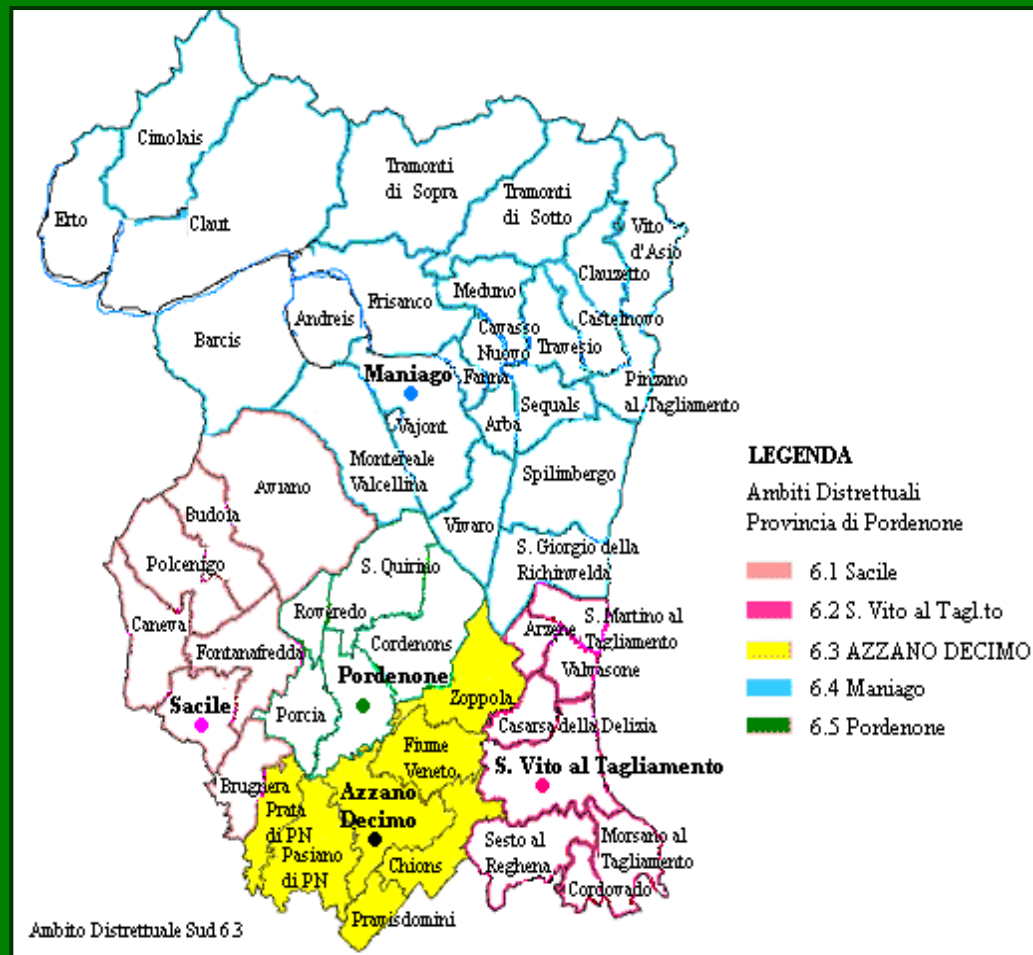 Cimolais
Erto
Claut
Tramonti
di Sopra
Tramonti
di Sotto
Vito
d'Asio
Clauzetto
Frisanco
Meduno
Andreis
Barcis
Cavasso
Nuovo
Castelnovo
Travesio
Maniago
Fanna
Pinzano
al Tagliamento
Sequals
Arba
Vajont
Montereale
Valcellina
Spilimbergo
Aviano
Vivaro
Budoia
Polcenigo
S. Quirino
S. Giorgio della
Richinvelda
Roveredo
Caneva
Fontanafredda
Cordenons
Arzene
S. Martino al
Tagliamento
Valvasone
Pordenone
Zoppola
Sacile
Porcia
Casarsa della Delizia
Fiume
Veneto
S. Vito al Tagliamento
Brugnera
Azzano
Decimo
Prata
di PN
Pasiano
di PN
Chions
Sesto al
Reghena
Morsano al
Tagliamento
Cordovado
Pravisdomini
Ambito Distrettuale Sud 6.3
LEGENDA
Ambiti Distrettuali
Provincia di Pordenone
6.1 Sacile
6.2 S. Vito al Tagl.to
6.3 AZZANO DECIMO
6.4 Maniago
6.5 Pordenone